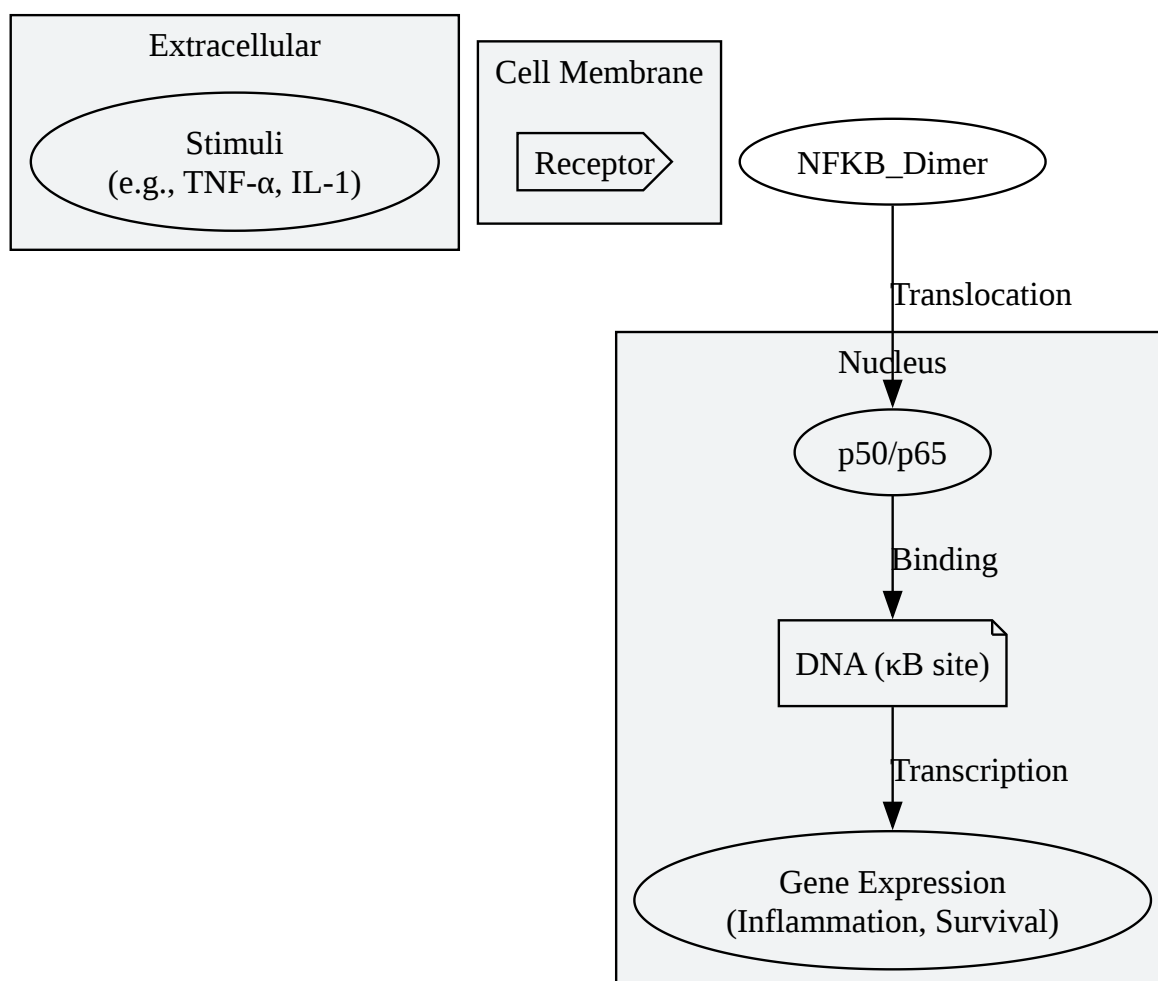 Extracellular
Stimuli
(e.g., TNF-α, IL-1)
Cell Membrane
Receptor
NFKB_Dimer
Translocation
Nucleus
p50/p65
Binding
DNA (κB site)
Transcription
Gene Expression
(Inflammation, Survival)